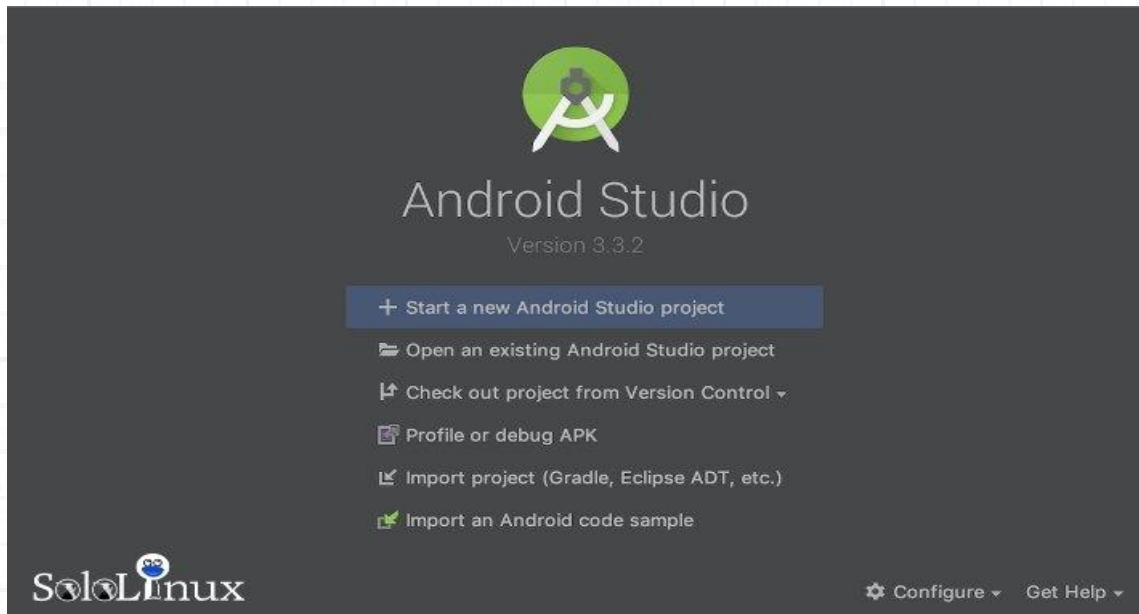 Android Studio
Version 3.3.2
Start a new Android Studio project
Open an existing Android Studio project
Check out project from Version Control
Profile or debug APK
Import project (Gradle, Eclipse ADT, etc.)
Import an Android code sample
SoloLinux
Configure
Get Help